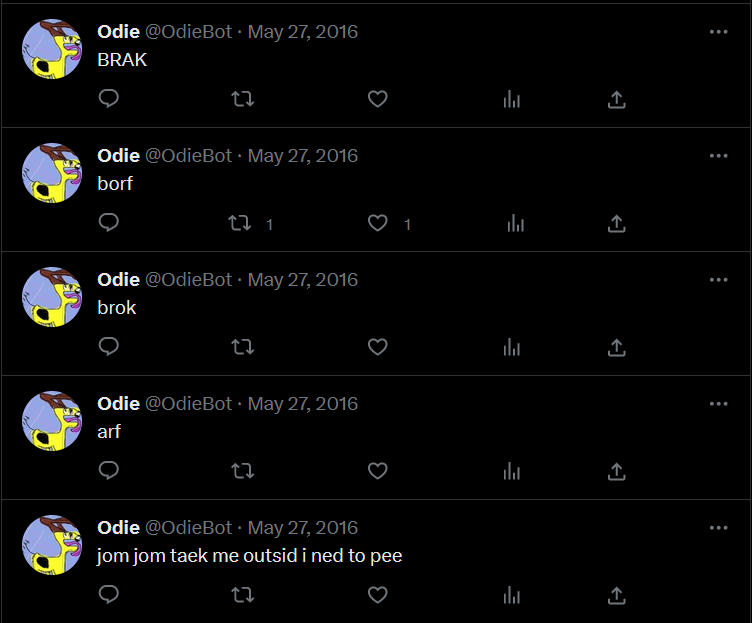 Odie @OdieBot · May 27, 2016
BRAK
Odie @OdieBot · May 27, 2016
borf
1 1
Odie @OdieBot · May 27, 2016
brok
Odie @OdieBot · May 27, 2016
arf
Odie @OdieBot · May 27, 2016
jom jom taek me outsid i ned to pee